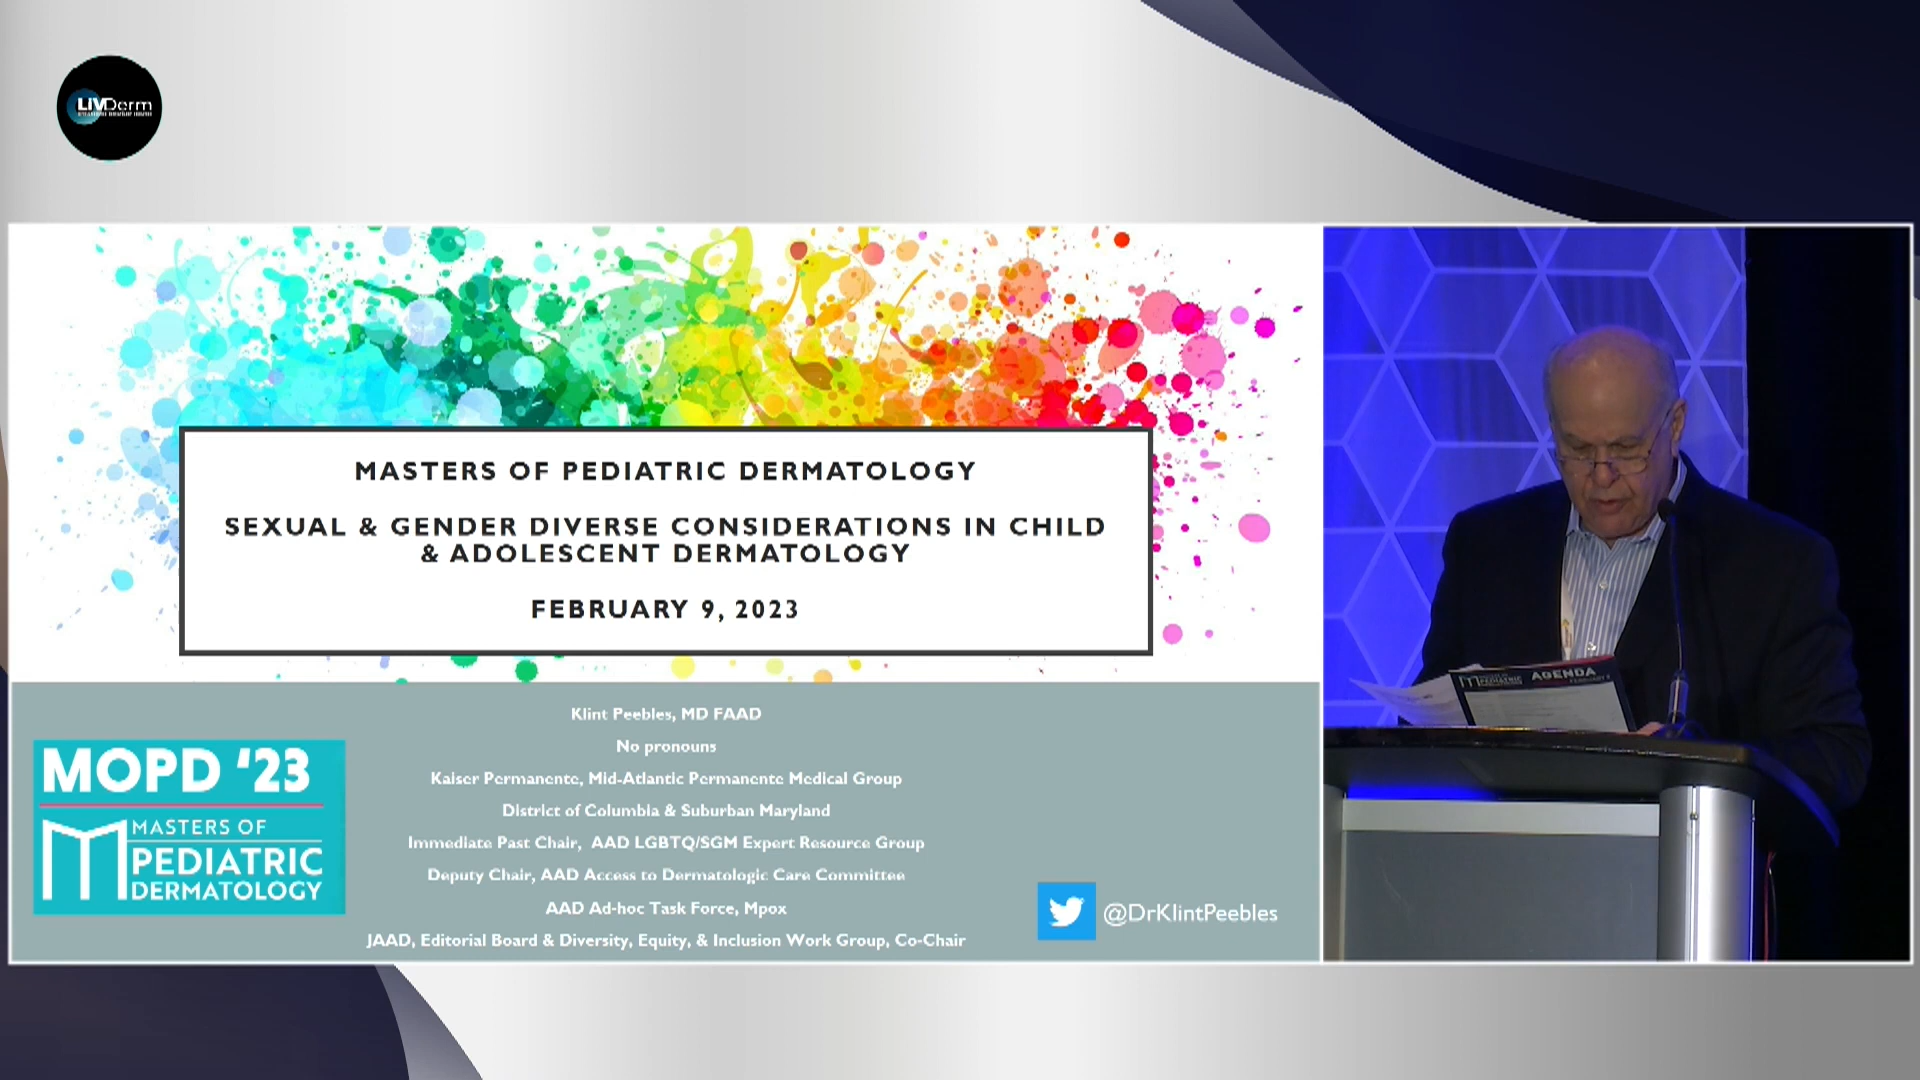 LIVDerm
MASTERS OF PEDIATRIC DERMATOLOGY
SEXUAL & GENDER DIVERSE CONSIDERATIONS IN CHILD
& ADOLESCENT DERMATOLOGY
FEBRUARY 9, 2023
Klint Peebles, MD FAAD
No pronouns
Kaiser Permanente, Mid-Atlantic Permanente Medical Group
District of Columbia & Suburban Maryland
Immediate Past Chair, AAD LGBTQ/SGM Expert Resource Group
Deputy Chair, AAD Access to Dermatologic Care Committee
AAD Ad-hoc Task Force, Mpox
JAAD, Editorial Board & Diversity, Equity, & Inclusion Work Group, Co-Chair
MOPD '23
MASTERS OF
PEDIATRIC
DERMATOLOGY
@DrKlintPeebles
PEDIATRIC
AGENDA